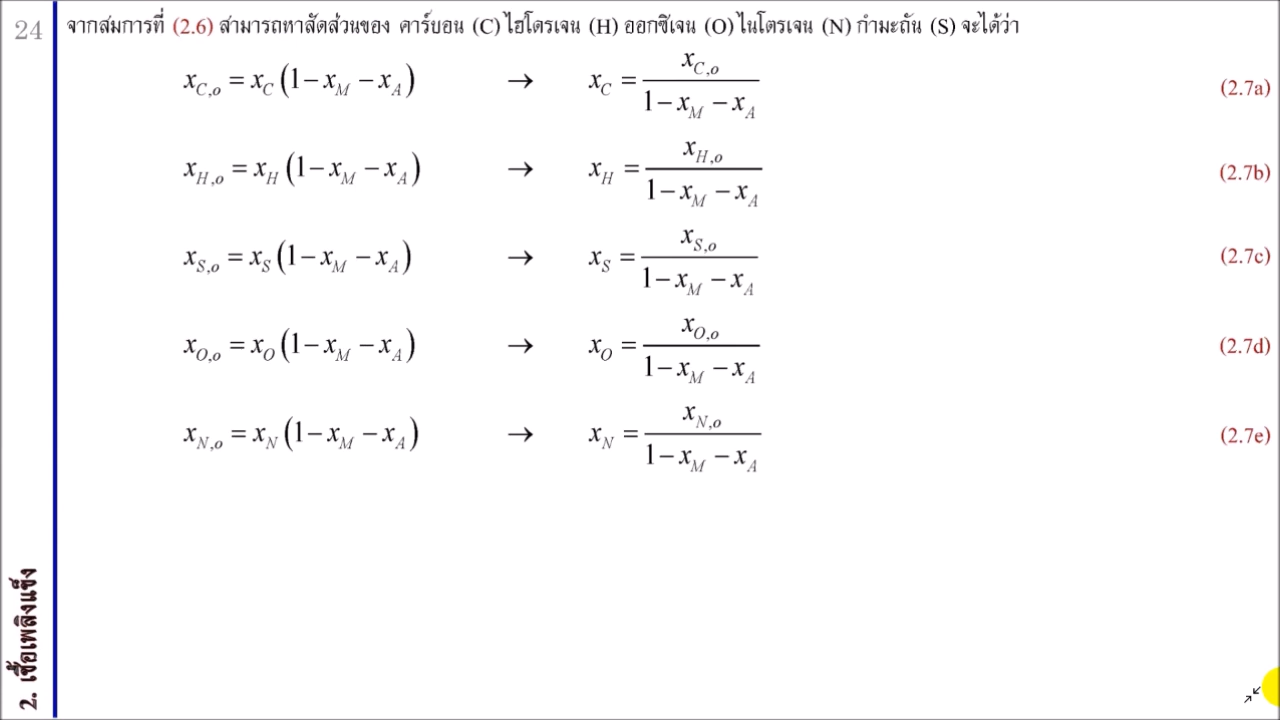 24
จากสมการที่ (2.6) สามารถหาสัดส่วนของ คาร์บอน (C) ไฮโดรเจน (H) ออกซิเจน (O) ไนโตรเจน (N) กำมะถัน (S) จะได้ว่า
x_{C,o} = x_C (1 − x_M − x_A) → x_C = \frac{x_{C,o}}{1 − x_M − x_A} (2.7a)
x_{H,o} = x_H (1 − x_M − x_A) → x_H = \frac{x_{H,o}}{1 − x_M − x_A} (2.7b)
x_{S,o} = x_S (1 − x_M − x_A) → x_S = \frac{x_{S,o}}{1 − x_M − x_A} (2.7c)
x_{O,o} = x_O (1 − x_M − x_A) → x_O = \frac{x_{O,o}}{1 − x_M − x_A} (2.7d)
x_{N,o} = x_N (1 − x_M − x_A) → x_N = \frac{x_{N,o}}{1 − x_M − x_A} (2.7e)
2. เชื้อเพลิงแข็ง